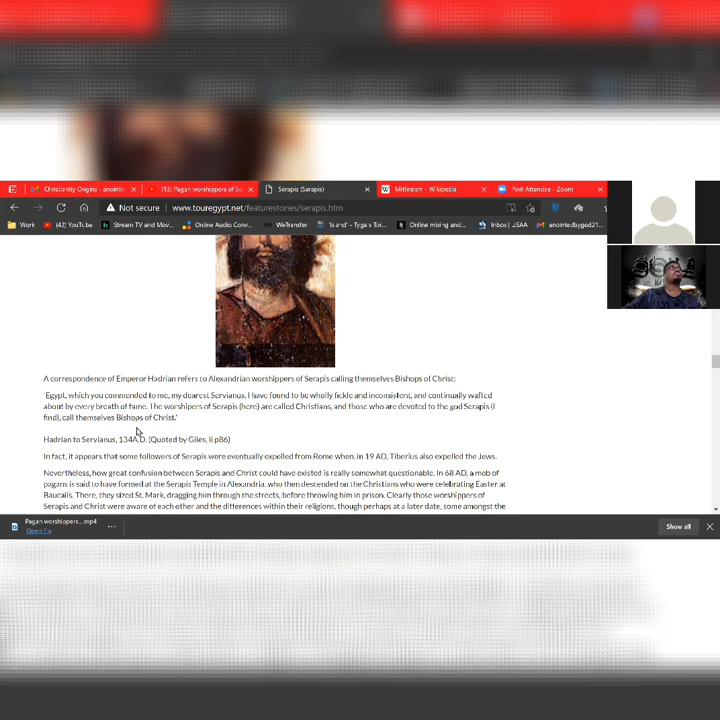 Christianity Origins - anointe
(13) Pagan worshippers of Se
Serapis (Sarapis)
Mithraism - Wikipedia
Post Attendee - Zoom
Not secure
www.touregypt.net/featurestories/serapis.htm
Work
(42) YouTube
Stream TV and Mov...
Online Audio Conv...
WeTransfer
Online mixing and...
Inbox | JSAA
anointedbygod21...
A correspondence of Emperor Hadrian refers to Alexandrian worshippers of Serapis calling themselves Bishops of Christ:
'Egypt, which you commended to me, my dearest Servianus, I have found to be wholly fickle and inconsistent, and continually wafted
about by every breath of fame. The worshipers of Serapis (here) are called Christians, and those who are devoted to the god Serapis (I
find), call themselves Bishops of Christ.'
Hadrian to Servianus, 134A.D. (Quoted by Giles, ii p86)
In fact, it appears that some followers of Serapis were eventually expelled from Rome when, in 19 AD, Tiberius also expelled the Jews.
Nevertheless, how great confusion between Serapis and Christ could have existed is really somewhat questionable. In 68 AD, a mob of
pagans is said to have formed at the Serapis Temple in Alexandria, who then descended on the Christians who were celebrating Easter at
Baucalis. There, they sized St. Mark, dragging him through the streets, before throwing him in prison. Clearly those worshippers of
Serapis and Christ were aware of each other and the differences within their religions, though perhaps at a later date, some amongst the
Pagan worshippers....mp4
Open file
Show all